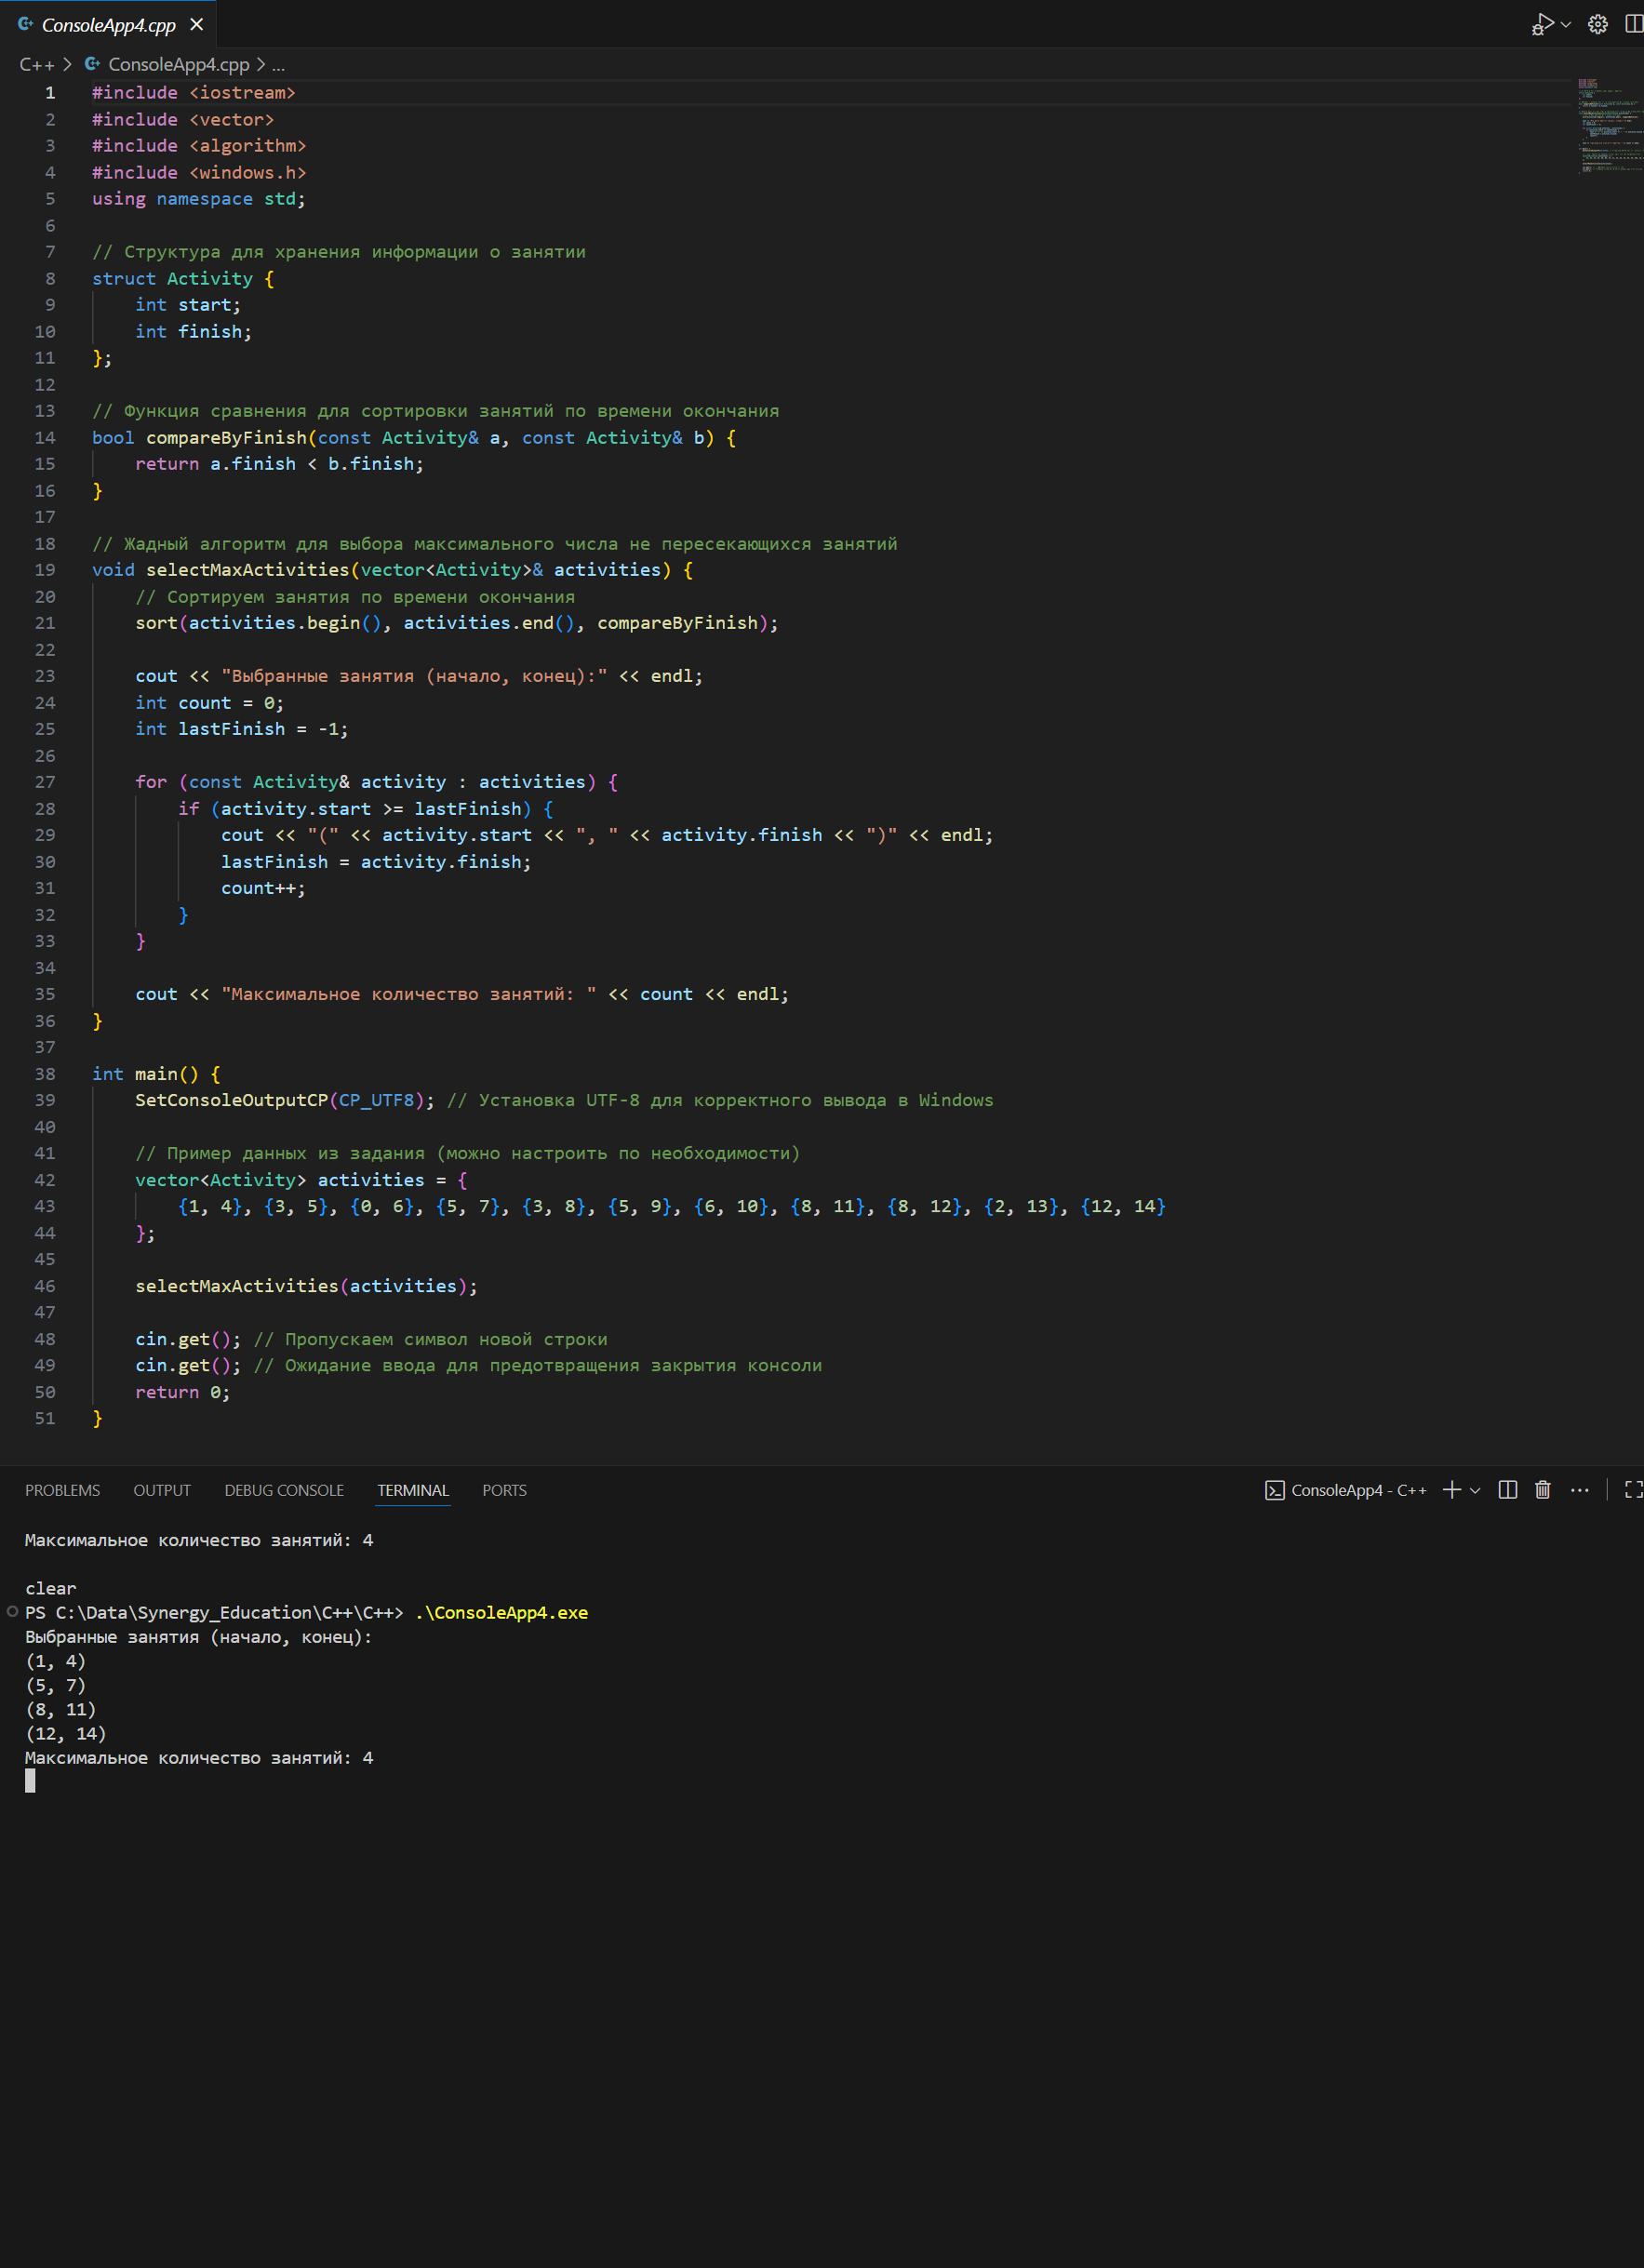 ConsoleApp4.cpp
C++ > ConsoleApp4.cpp > ...
1 #include <iostream>
2 #include <vector>
3 #include <algorithm>
4 #include <windows.h>
5 using namespace std;
6
7 // Структура для хранения информации о занятии
8 struct Activity {
9     int start;
10     int finish;
11 };
12
13 // Функция сравнения для сортировки занятий по времени окончания
14 bool compareByFinish(const Activity& a, const Activity& b) {
15     return a.finish < b.finish;
16 }
17
18 // Жадный алгоритм для выбора максимального числа не пересекающихся занятий
19 void selectMaxActivities(vector<Activity>& activities) {
20     // Сортируем занятия по времени окончания
21     sort(activities.begin(), activities.end(), compareByFinish);
22
23     cout << "Выбранные занятия (начало, конец):" << endl;
24     int count = 0;
25     int lastFinish = -1;
26
27     for (const Activity& activity : activities) {
28         if (activity.start >= lastFinish) {
29             cout << "(" << activity.start << ", " << activity.finish << ")" << endl;
30             lastFinish = activity.finish;
31             count++;
32         }
33     }
34
35     cout << "Максимальное количество занятий: " << count << endl;
36 }
37
38 int main() {
39     SetConsoleOutputCP(CP_UTF8); // Установка UTF-8 для корректного вывода в Windows
40
41     // Пример данных из задания (можно настроить по необходимости)
42     vector<Activity> activities = {
43         {1, 4}, {3, 5}, {0, 6}, {5, 7}, {3, 8}, {5, 9}, {6, 10}, {8, 11}, {8, 12}, {2, 13}, {12, 14}
44     };
45
46     selectMaxActivities(activities);
47
48     cin.get(); // Пропускаем символ новой строки
49     cin.get(); // Ожидание ввода для предотвращения закрытия консоли
50     return 0;
51 }
PROBLEMS OUTPUT DEBUG CONSOLE TERMINAL PORTS ConsoleApp4 - C++
Максимальное количество занятий: 4
clear
PS C:\Data\Synergy_Education\C++\C++> .\ConsoleApp4.exe
Выбранные занятия (начало, конец):
(1, 4)
(5, 7)
(8, 11)
(12, 14)
Максимальное количество занятий: 4